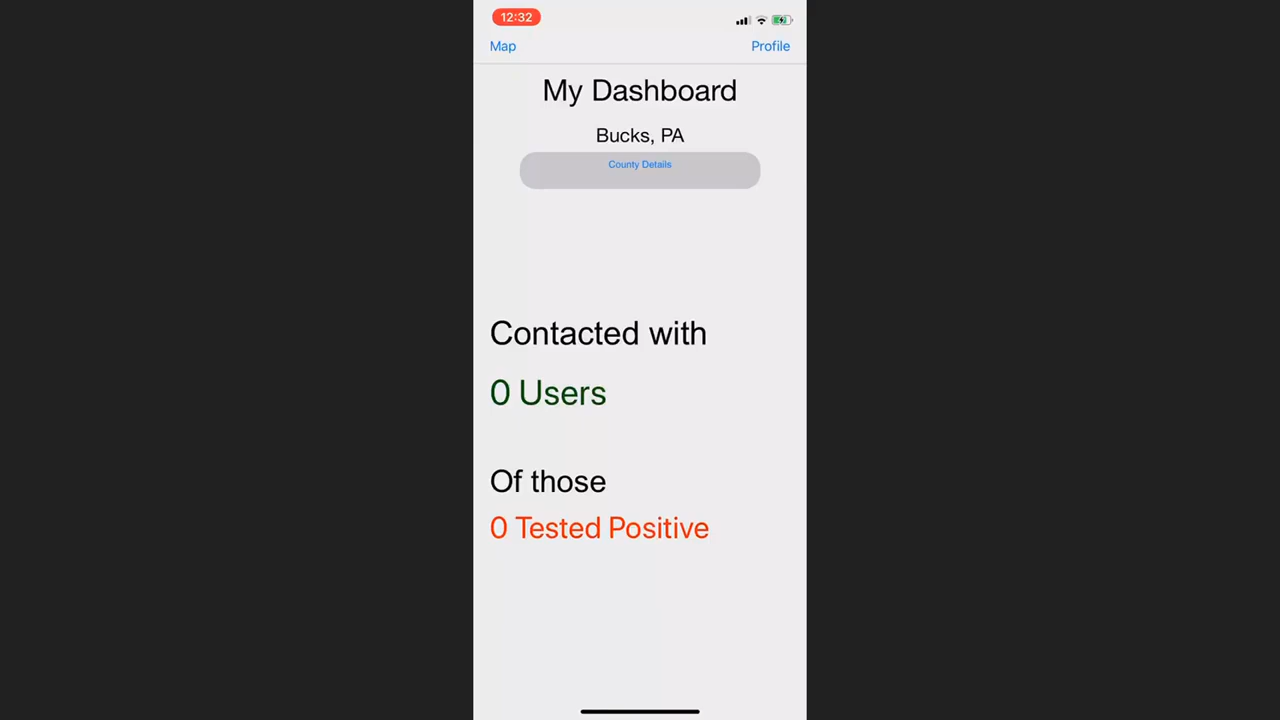 12:32
Map
Profile
My Dashboard
Bucks, PA
County Details
Contacted with
0 Users
Of those
0 Tested Positive